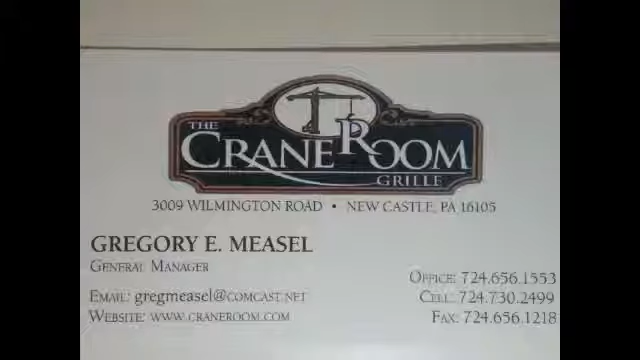 THE
CRANE ROOM
GRILLE
3009 WILMINGTON ROAD • NEW CASTLE, PA 16105
GREGORY E. MEASEL
GENERAL MANAGER
EMAIL: gregmeasel@COMCAST.NET
WEBSITE: WWW.CRANEROOM.COM
OFFICE: 724.656.1553
CELL: 724.730.2499
FAX: 724.656.1218